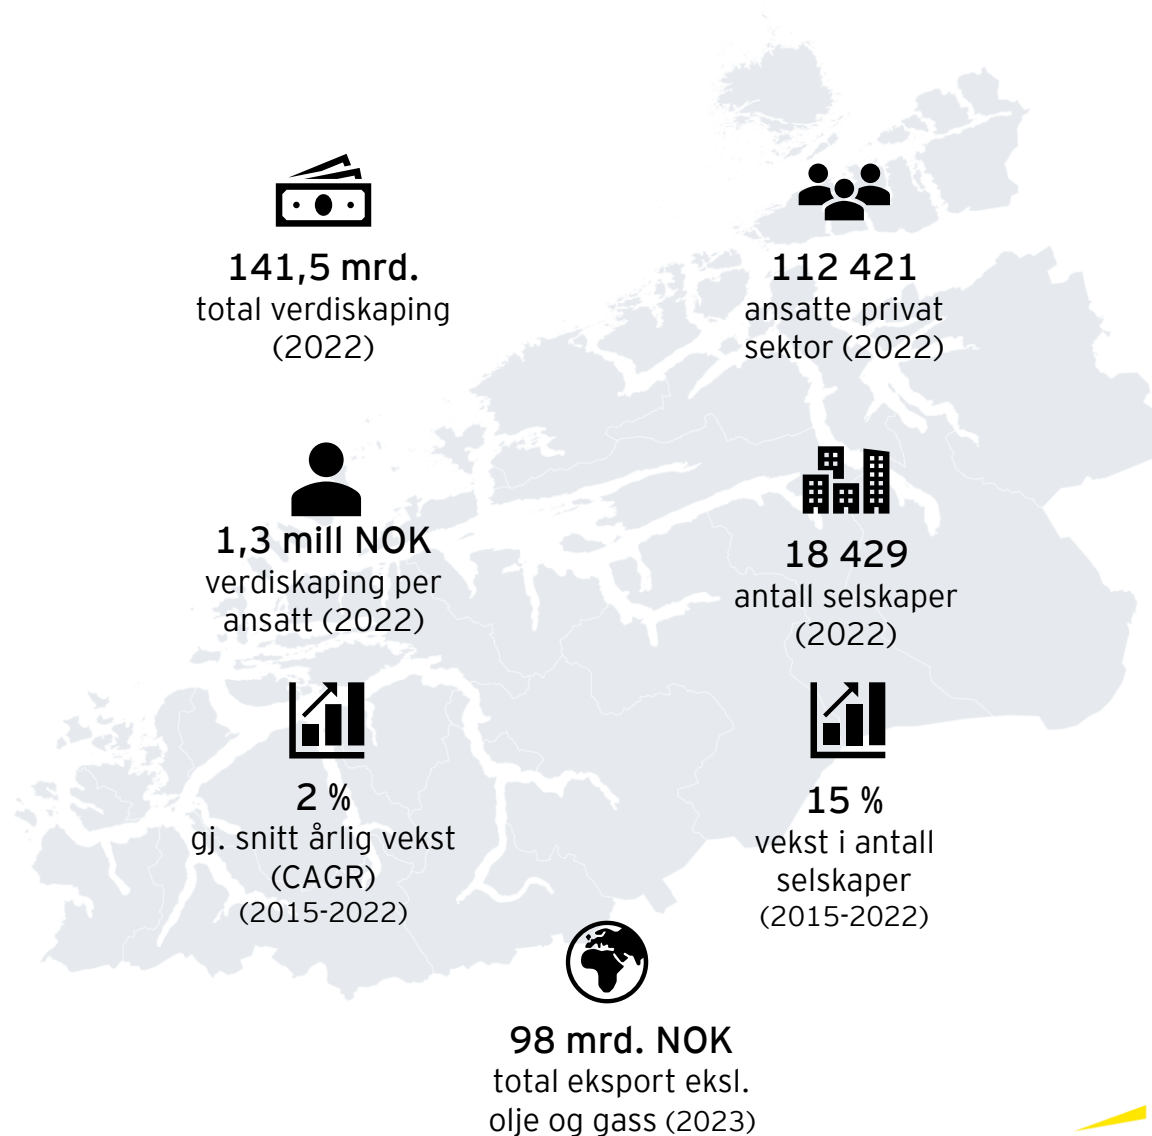 141,5 mrd.
total verdiskaping
(2022)
112 421
ansatte privat
sektor (2022)
1,3 mill NOK
verdiskaping per
ansatt (2022)
18 429
antall selskaper
(2022)
2 %
gj. snitt årlig vekst
(CAGR)
(2015-2022)
15 %
vekst i antall
selskaper
(2015-2022)
98 mrd. NOK
total eksport eksl.
olje og gass (2023)